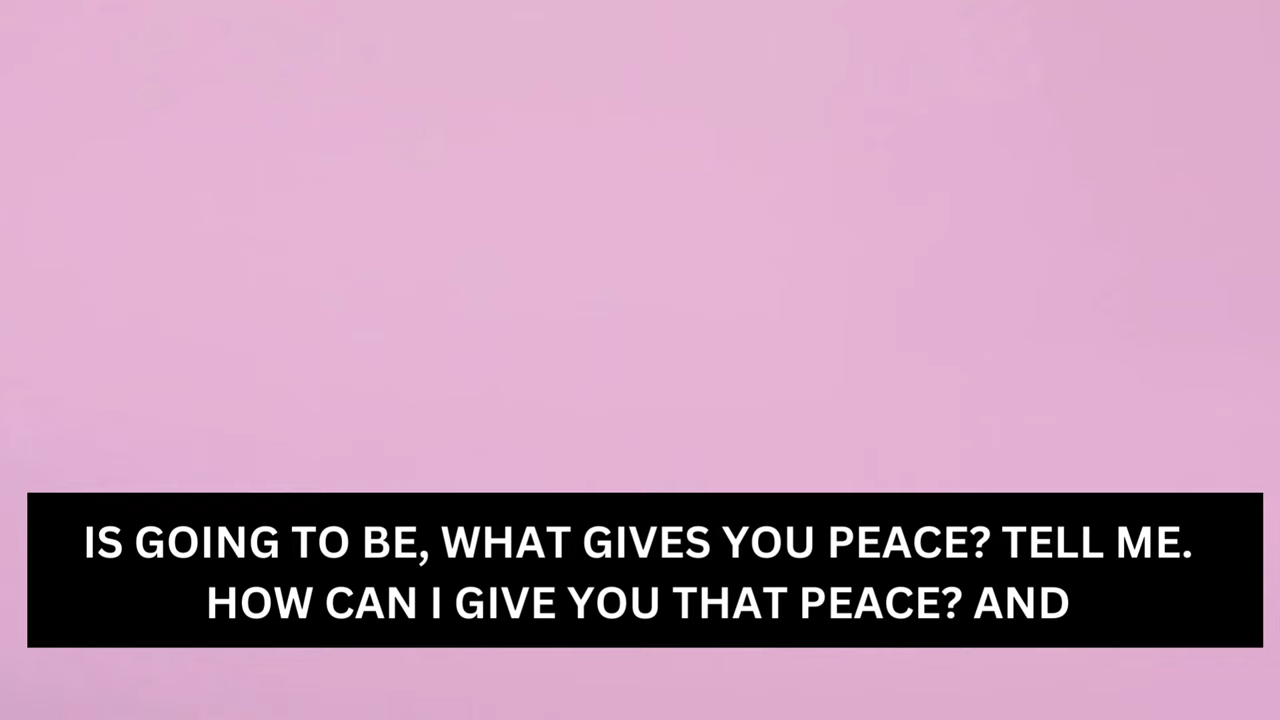 IS GOING TO BE, WHAT GIVES YOU PEACE? TELL ME.
HOW CAN I GIVE YOU THAT PEACE? AND